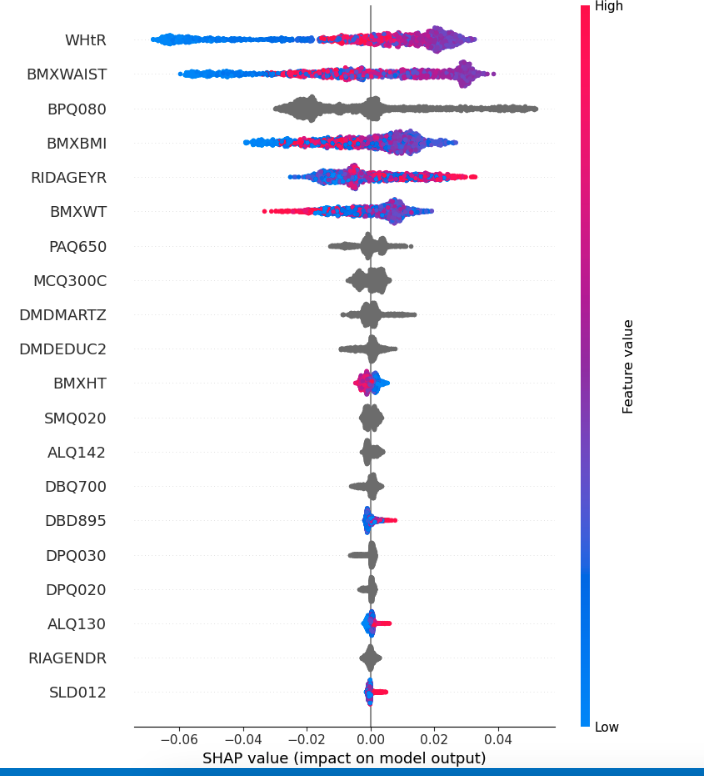 High
WHtR
BMXWAIST
BPQ080
BMXBMI
RIDAGEYR
BMXWT
PAQ650
MCQ300C
DMDMARTZ
DMDEDUC2
BMXHT
SMQ020
ALQ142
DBQ700
DBD895
DPQ030
DPQ020
ALQ130
RIAGENDR
SLD012
Feature value
Low
−0.06 −0.04 −0.02 0.00 0.02 0.04
SHAP value (impact on model output)